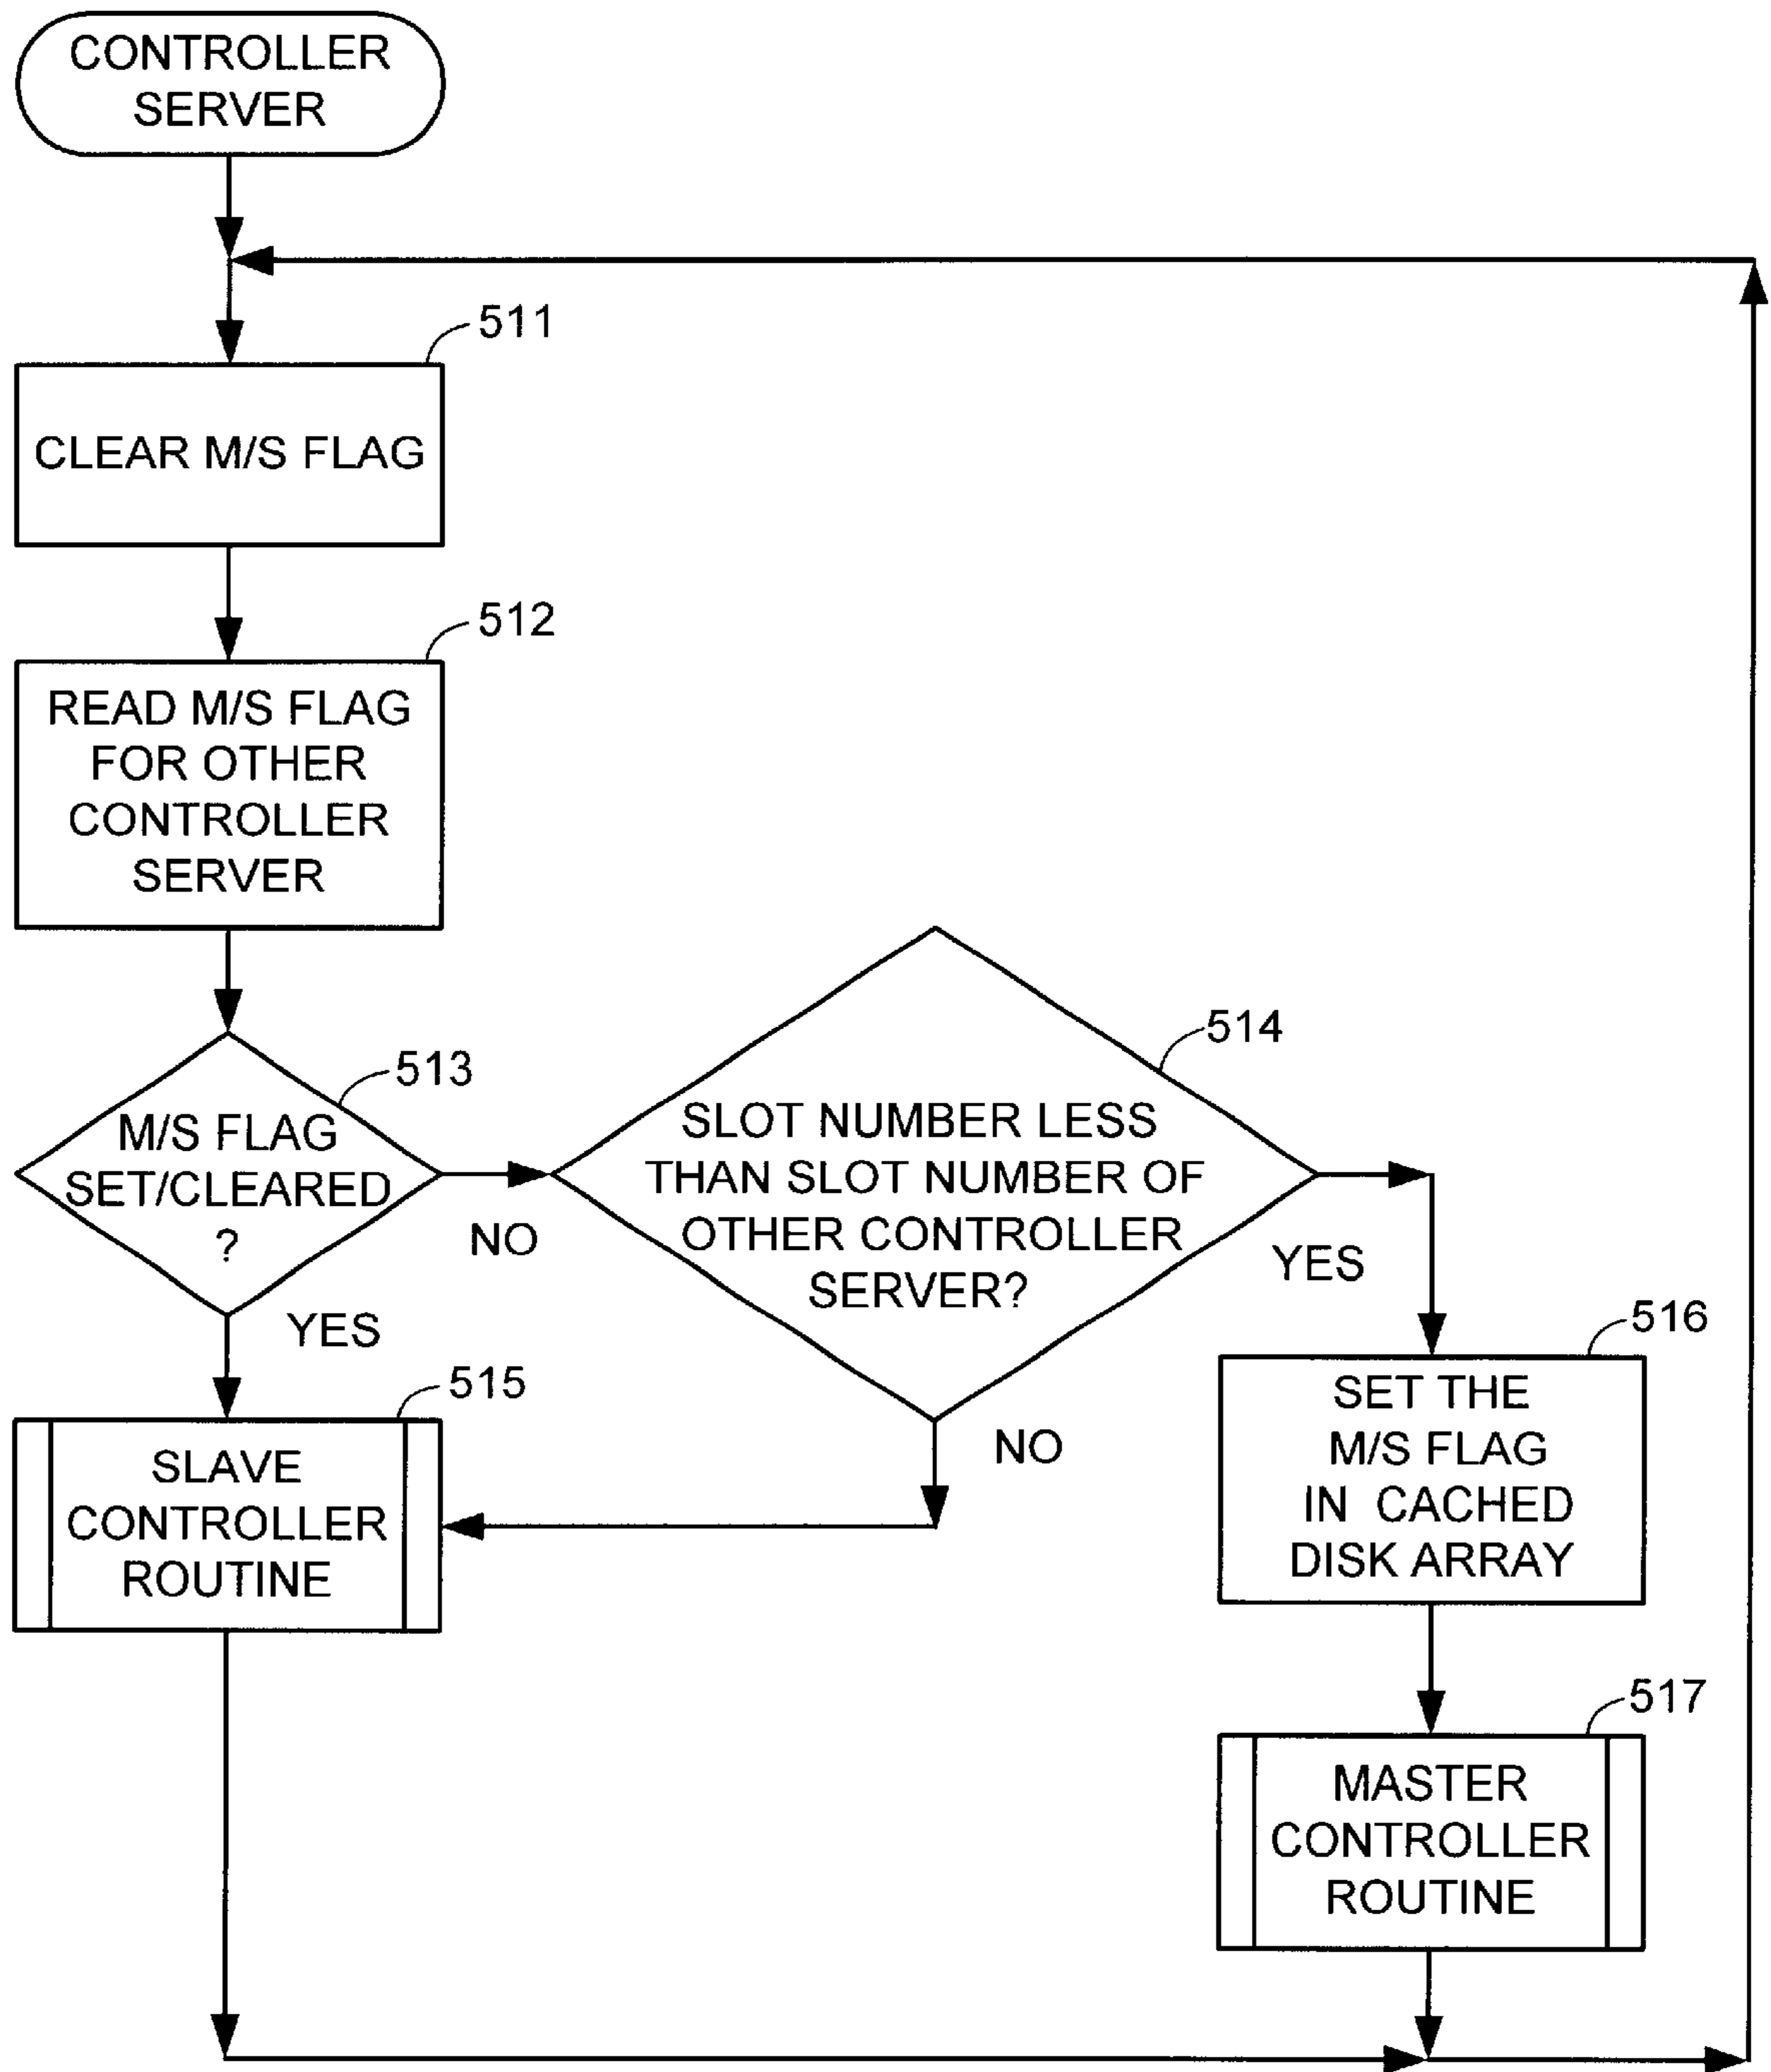 CONTROLLER
SERVER
511
CLEAR M/S FLAG
512
READ M/S FLAG
FOR OTHER
CONTROLLER
SERVER
513
M/S FLAG
SET/CLEARED
?
NO
YES
514
SLOT NUMBER LESS
THAN SLOT NUMBER OF
OTHER CONTROLLER
SERVER?
YES
NO
515
SLAVE
CONTROLLER
ROUTINE
516
SET THE
M/S FLAG
IN CACHED
DISK ARRAY
517
MASTER
CONTROLLER
ROUTINE